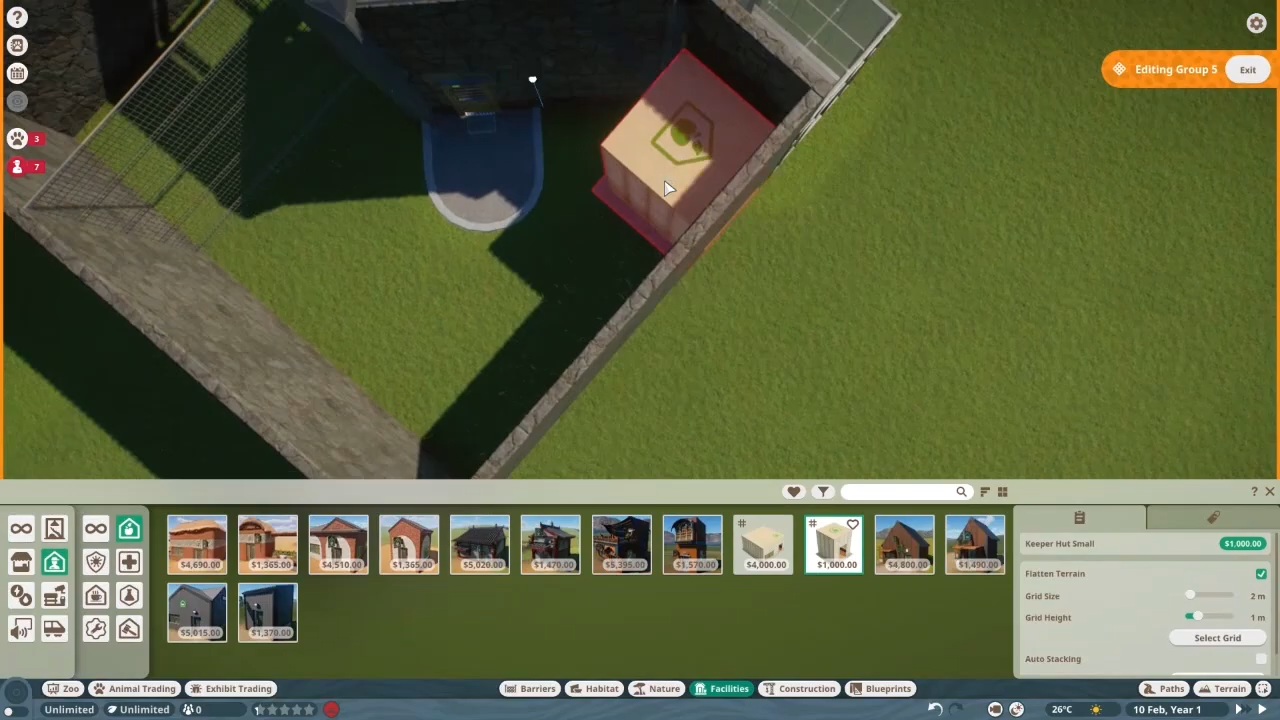 ?
Editing Group 5
Exit
3
7
? ×
$4,690.00
$1,365.00
$4,510.00
$1,365.00
$5,020.00
$1,470.00
$5,395.00
$1,570.00
# $4,000.00
# $1,000.00
$4,800.00
$1,490.00
$5,015.00
$1,370.00
Keeper Hut Small
$1,000.00
Flatten Terrain
Grid Size
2 m
Grid Height
1 m
Select Grid
Auto Stacking
Zoo
Animal Trading
Exhibit Trading
Barriers
Habitat
Nature
Facilities
Construction
Blueprints
Paths
Terrain
Unlimited
Unlimited
0
26°C
10 Feb, Year 1